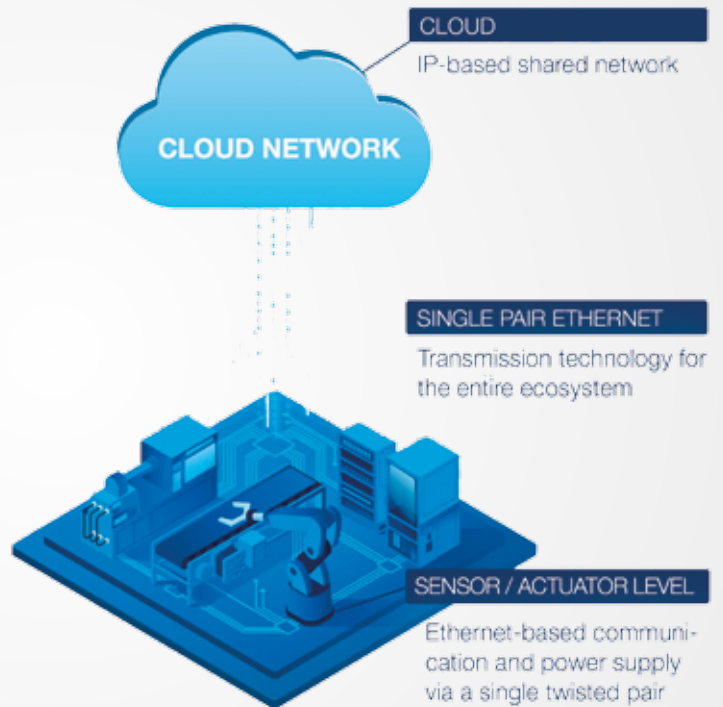 CLOUD
IP-based shared network
CLOUD NETWORK
SINGLE PAIR ETHERNET
Transmission technology for
the entire ecosystem
SENSOR / ACTUATOR LEVEL
Ethernet-based communi-
cation and power supply
via a single twisted pair